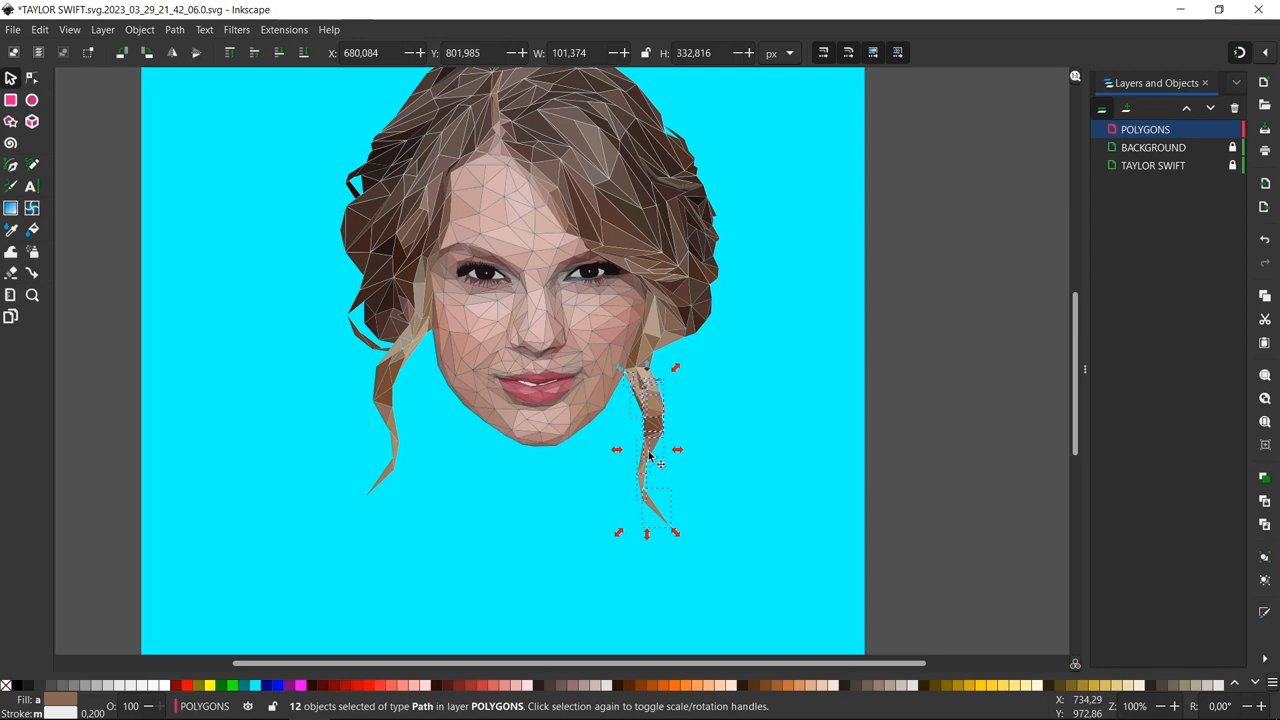 *TAYLOR SWIFT.svg.2023_03_29_21_42_06.0.svg - Inkscape
File Edit View Layer Object Path Text Filters Extensions Help
X: 680,084 Y: 801,985 W: 101,374 H: 332,816 px
Layers and Objects
POLYGONS
BACKGROUND
TAYLOR SWIFT
Fill: a O: 100 POLYGONS 12 objects selected of type Path in layer POLYGONS. Click selection again to toggle scale/rotation handles. X: 734,29 Z: 100% R: 0,00°
Stroke: m 0,200 Y: 972,86